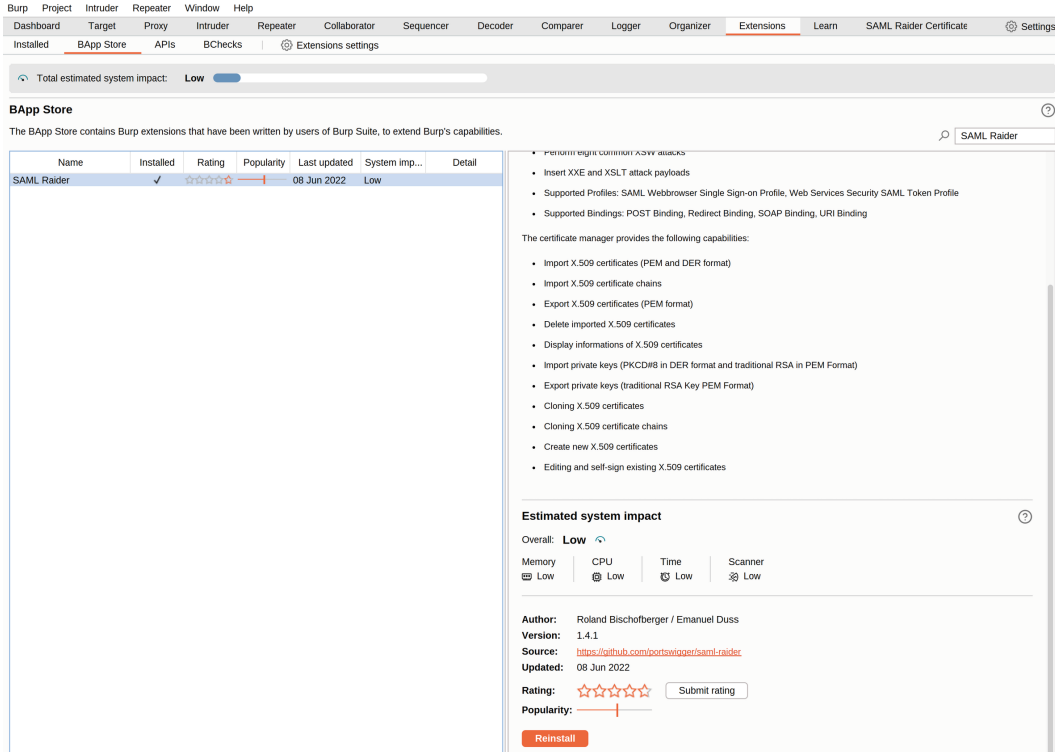 Burp Project Intruder Repeater Window Help
Dashboard Target Proxy Intruder Repeater Collaborator Sequencer Decoder Comparer Logger Organizer Extensions Learn SAML Raider Certificate Settings
Installed BApp Store APIs BChecks Extensions settings
Total estimated system impact: Low
BApp Store
The BApp Store contains Burp extensions that have been written by users of Burp Suite, to extend Burp's capabilities.
SAML Raider
Name Installed Rating Popularity Last updated System imp... Detail
SAML Raider 08 Jun 2022 Low
• Perform eight common XSW attacks
• Insert XXE and XSLT attack payloads
• Supported Profiles: SAML Webbrowser Single Sign-on Profile, Web Services Security SAML Token Profile
• Supported Bindings: POST Binding, Redirect Binding, SOAP Binding, URI Binding
The certificate manager provides the following capabilities:
• Import X.509 certificates (PEM and DER format)
• Import X.509 certificate chains
• Export X.509 certificates (PEM format)
• Delete imported X.509 certificates
• Display informations of X.509 certificates
• Import private keys (PKCD#8 in DER format and traditional RSA in PEM Format)
• Export private keys (traditional RSA Key PEM Format)
• Cloning X.509 certificates
• Cloning X.509 certificate chains
• Create new X.509 certificates
• Editing and self-sign existing X.509 certificates
Estimated system impact
Overall: Low
Memory CPU Time Scanner
Low Low Low Low
Author: Roland Bischofberger / Emanuel Duss
Version: 1.4.1
Source: https://github.com/portswigger/saml-raider
Updated: 08 Jun 2022
Rating: Submit rating
Popularity:
Reinstall